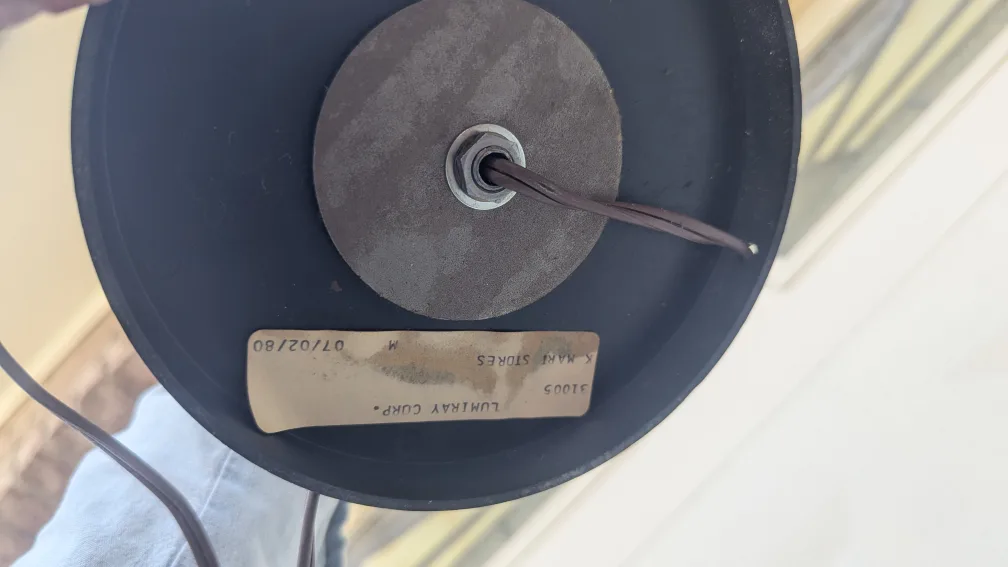 LUMIRAY CORP.
31005
K MART STORES
M 07/02/80